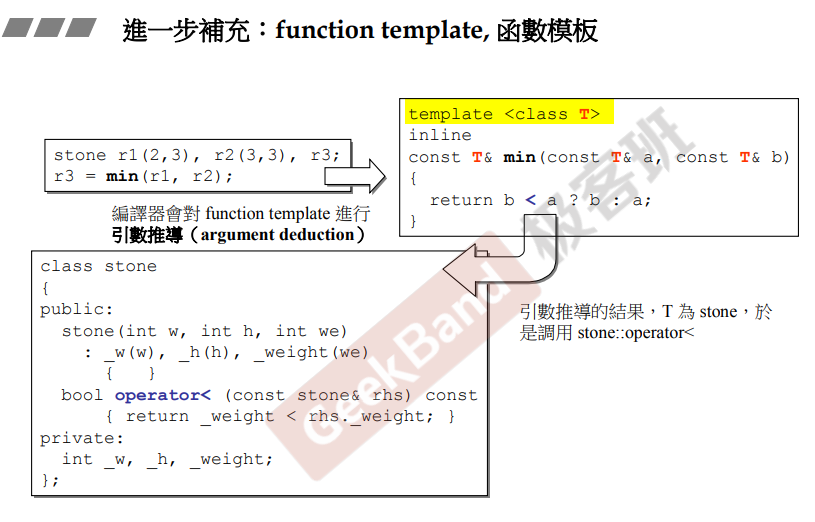 進一步補充：function template, 函數模板
stone r1(2,3), r2(3,3), r3;
r3 = min(r1, r2);
編譯器會對 function template 進行
引數推導（argument deduction）
template <class T>
inline
const T& min(const T& a, const T& b)
{
  return b < a ? b : a;
}
class stone
{
public:
  stone(int w, int h, int we)
    : _w(w), _h(h), _weight(we)
      {   }
  bool operator< (const stone& rhs) const
      { return _weight < rhs._weight; }
private:
  int _w, _h, _weight;
};
引數推導的結果，T 為 stone，於
是調用 stone::operator<
GeekBand 极客班